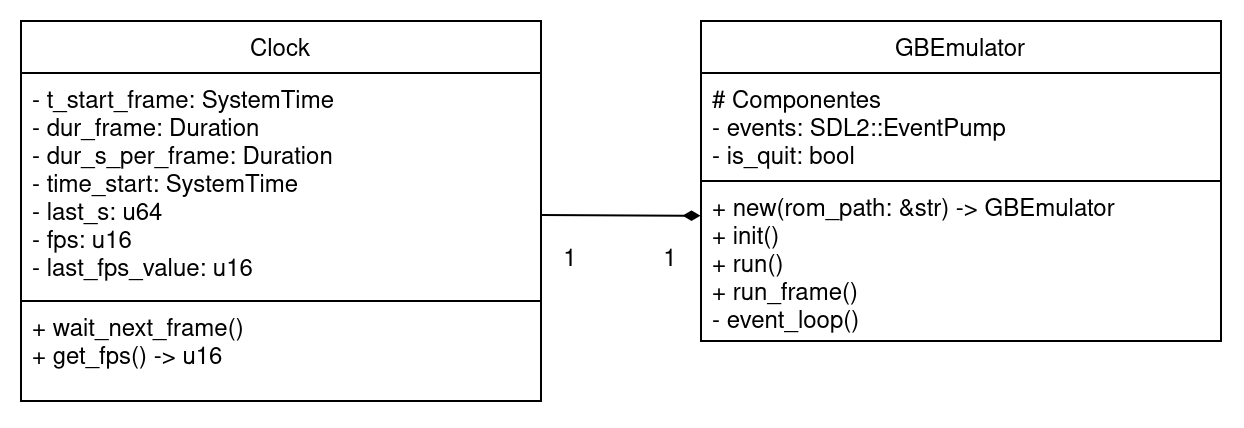 Clock
- t_start_frame: SystemTime
- dur_frame: Duration
- dur_s_per_frame: Duration
- time_start: SystemTime
- last_s: u64
- fps: u16
- last_fps_value: u16
+ wait_next_frame()
+ get_fps() -> u16
1
1
GBEmulator
# Componentes
- events: SDL2::EventPump
- is_quit: bool
+ new(rom_path: &str) -> GBEmulator
+ init()
+ run()
+ run_frame()
- event_loop()